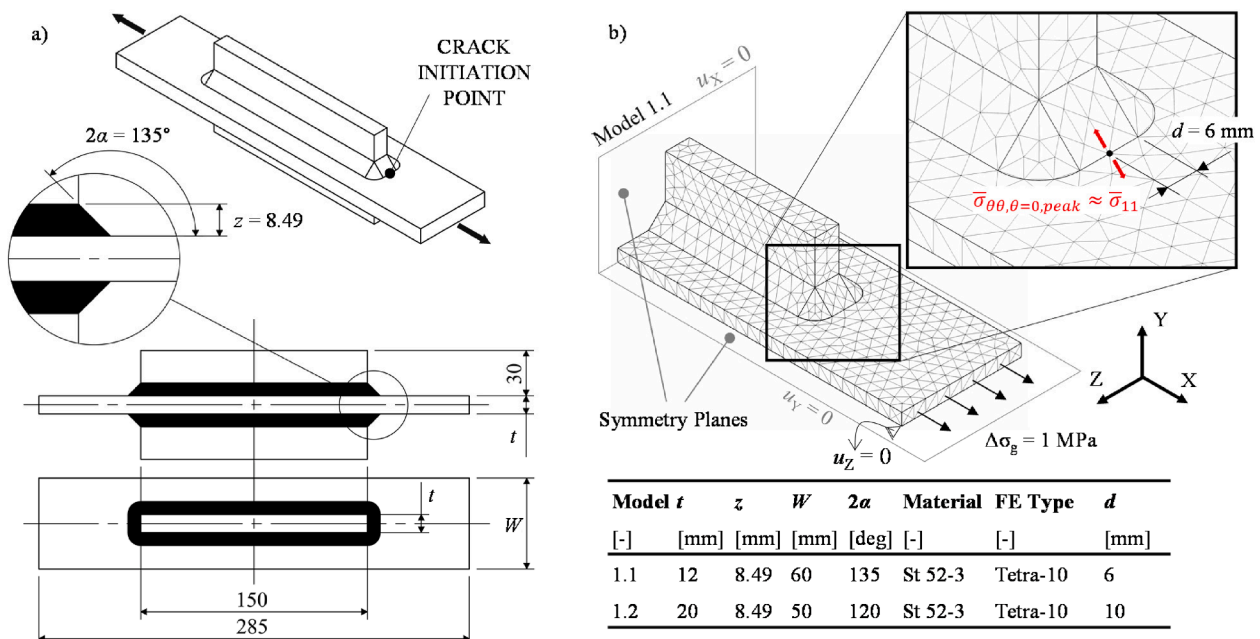 a)
CRACK
INITIATION
POINT
2α = 135°
z = 8.49
30
t
t
W
150
285
b)
Model 1.1
u_X = 0
d = 6 mm
σ̅_θθ,θ=0,peak ≈ σ̅_11
Y
Z
X
Symmetry Planes
u_Y = 0
u_Z = 0
Δσ_g = 1 MPa
Model t z W 2α Material FE Type d
[-] [mm] [mm] [mm] [deg] [-] [-] [mm]
1.1 12 8.49 60 135 St 52-3 Tetra-10 6
1.2 20 8.49 50 120 St 52-3 Tetra-10 10